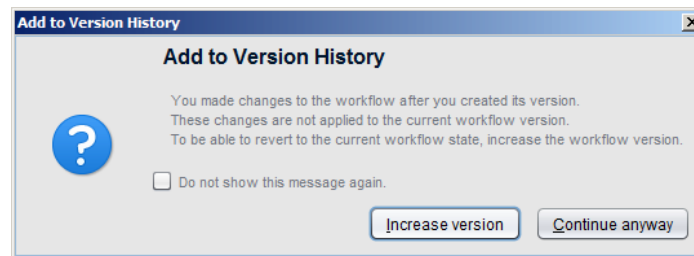 Add to Version History
Add to Version History
You made changes to the workflow after you created its version.
These changes are not applied to the current workflow version.
To be able to revert to the current workflow state, increase the workflow version.
Do not show this message again.
Increase version
Continue anyway